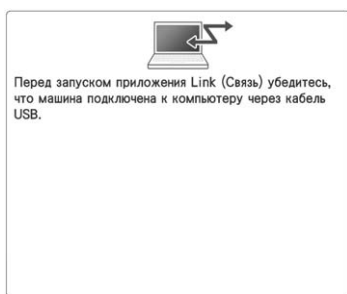 Перед запуском приложения Link (Связь) убедитесь,
что машина подключена к компьютеру через кабель
USB.